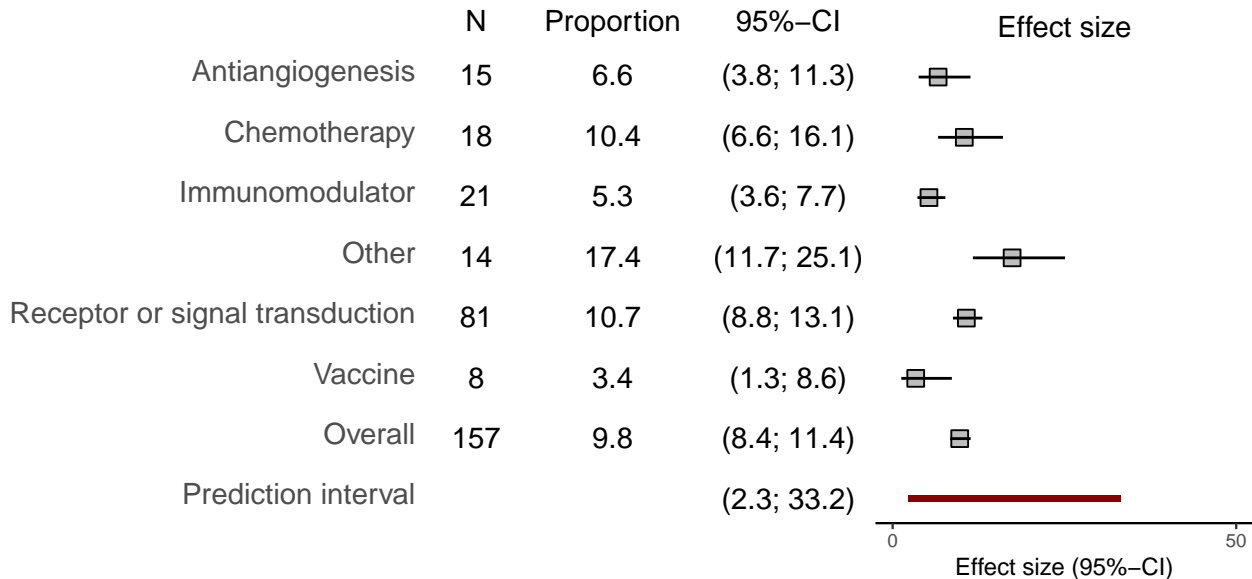 N Proportion 95%−CI Effect size
Antiangiogenesis 15 6.6 (3.8; 11.3)
Chemotherapy 18 10.4 (6.6; 16.1)
Immunomodulator 21 5.3 (3.6; 7.7)
Other 14 17.4 (11.7; 25.1)
Receptor or signal transduction 81 10.7 (8.8; 13.1)
Vaccine 8 3.4 (1.3; 8.6)
Overall 157 9.8 (8.4; 11.4)
Prediction interval (2.3; 33.2)
0 50
Effect size (95%−CI)